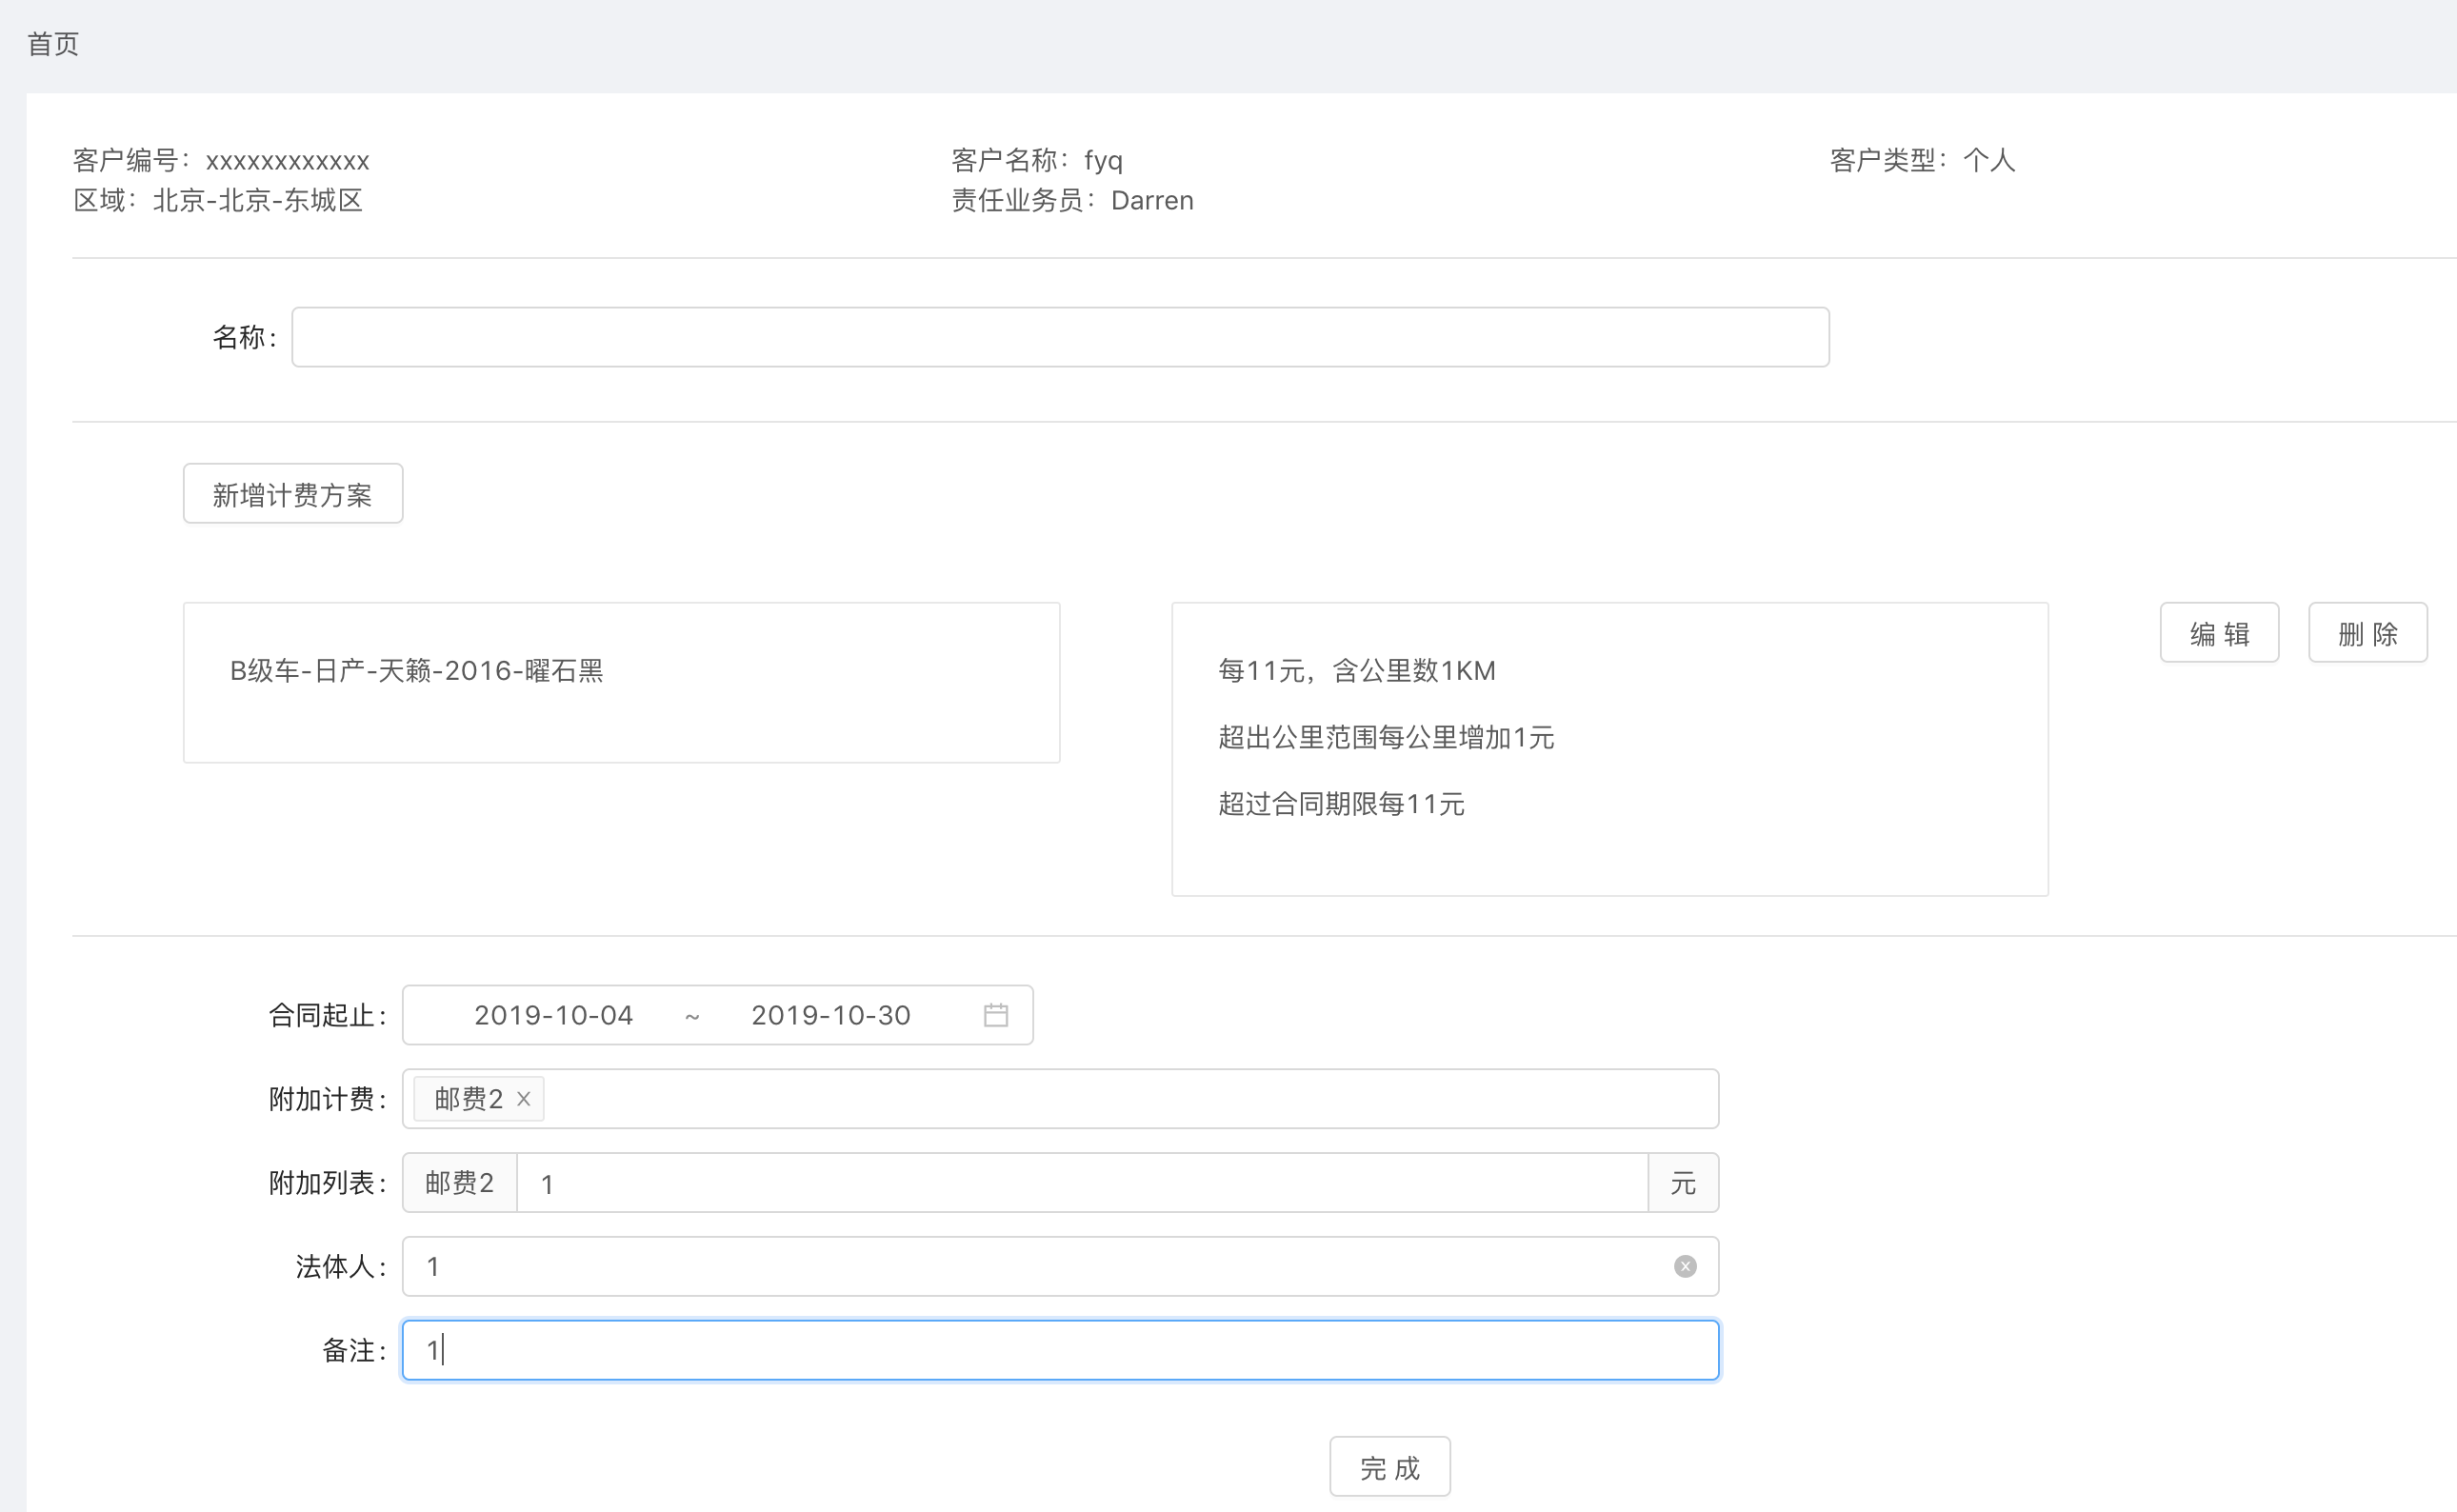 首页
客户编号：xxxxxxxxxxxx 客户名称：fyq 客户类型：个人
区域：北京-北京-东城区 责任业务员：Darren
名称：
新增计费方案
B级车-日产-天籁-2016-曜石黑
每11元，含公里数1KM
超出公里范围每公里增加1元
超过合同期限每11元
编 辑 删 除
合同起止：2019-10-04 ~ 2019-10-30
附加计费：邮费2
附加列表：邮费2 1 元
法体人：1
备注：1
完 成